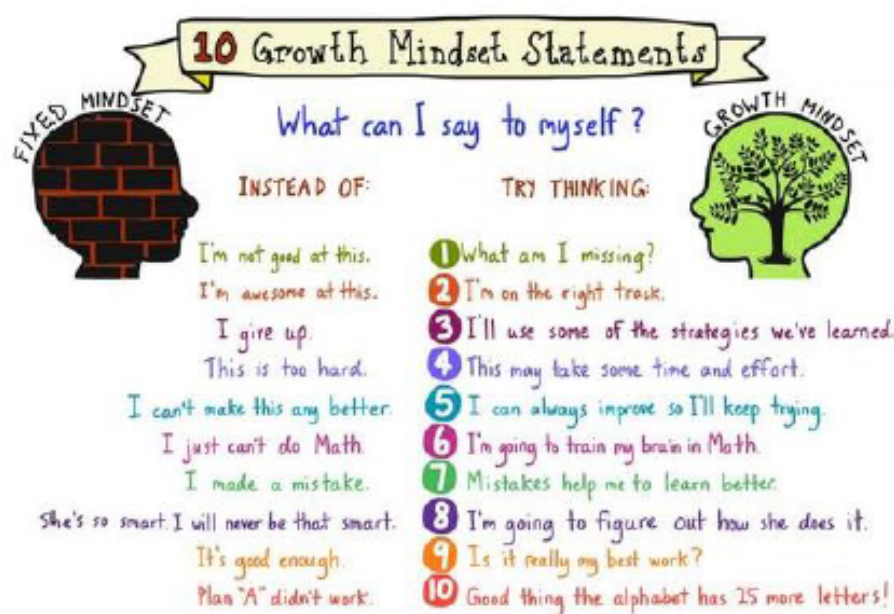 10 Growth Mindset Statements
FIXED MINDSET
What can I say to myself?
GROWTH MINDSET
INSTEAD OF: TRY THINKING:
I'm not good at this. 1 What am I missing?
I'm awesome at this. 2 I'm on the right track.
I give up. 3 I'll use some of the strategies we've learned.
This is too hard. 4 This may take some time and effort.
I can't make this any better. 5 I can always improve so I'll keep trying.
I just can't do Math. 6 I'm going to train my brain in Math.
I made a mistake. 7 Mistakes help me to learn better.
She's so smart. I will never be that smart. 8 I'm going to figure out how she does it.
It's good enough. 9 Is it really my best work?
Plan "A" didn't work. 10 Good thing the alphabet has 25 more letters!